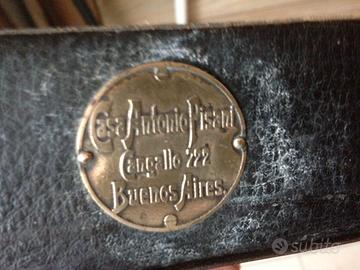 Casa Antonio Pisani
Cangallo 722
Buenos Aires.
subito